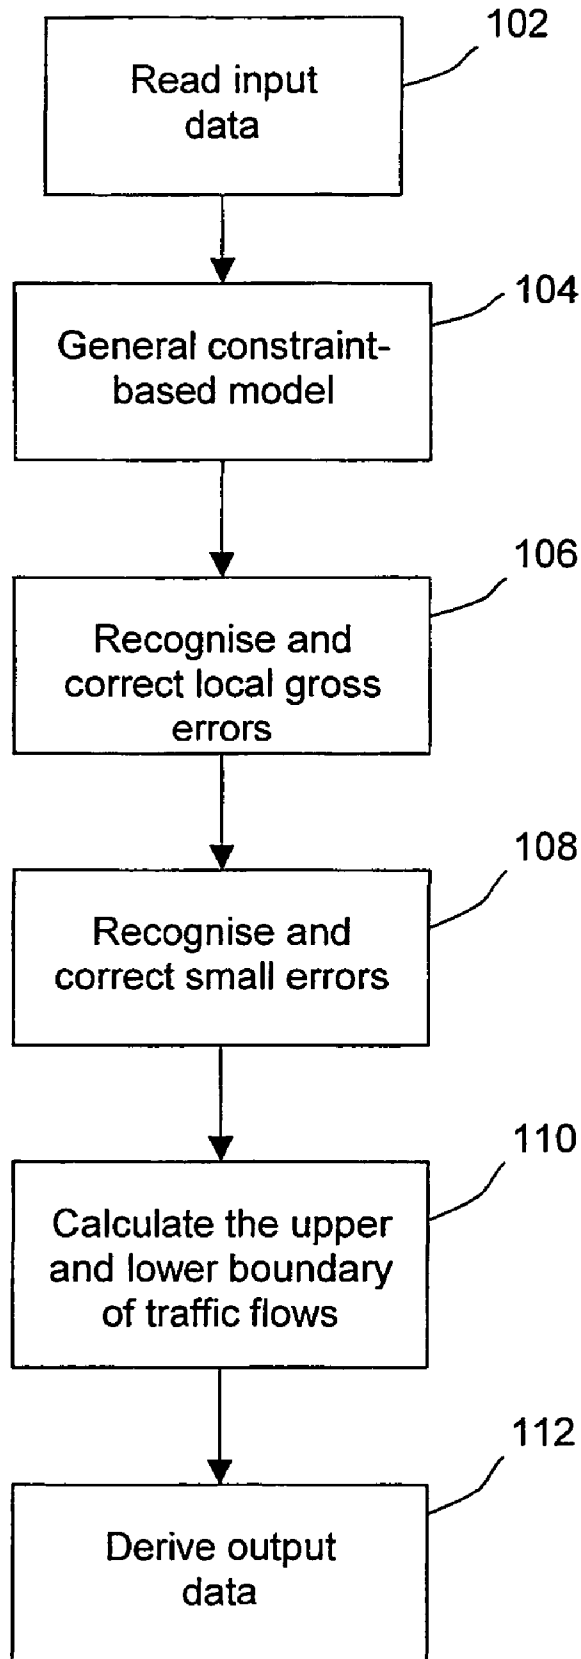 102
Read input
data
104
General constraint-
based model
106
Recognise and
correct local gross
errors
108
Recognise and
correct small errors
110
Calculate the upper
and lower boundary
of traffic flows
112
Derive output
data